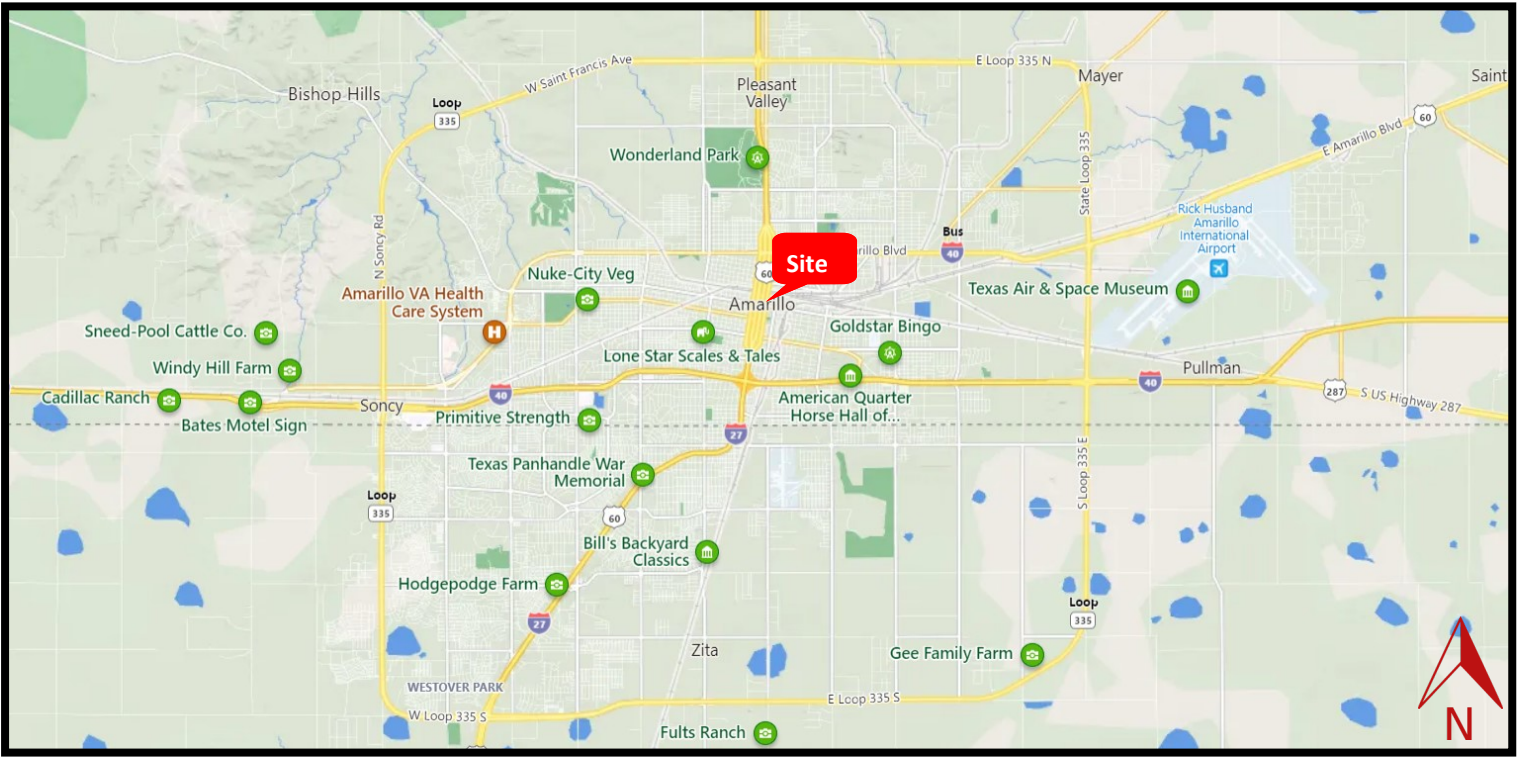 W Saint Francis Ave
E Loop 335 N
Mayer
Saint
Pleasant
Valley
Bishop Hills
Loop
335
60
E Amarillo Blvd
Wonderland Park
State Loop 335
N Soncy Rd
Rick Husband
Amarillo
International
Airport
Bus
40
rillo Blvd
Site
60
Nuke-City Veg
Texas Air & Space Museum
Amarillo VA Health
Care System
H
Amarillo
Sneed-Pool Cattle Co.
Goldstar Bingo
Lone Star Scales & Tales
Windy Hill Farm
Pullman
40
40
287
S US Highway 287
Cadillac Ranch
Soncy
American Quarter
Horse Hall of...
Bates Motel Sign
Primitive Strength
27
Texas Panhandle War
Memorial
S Loop 335 E
Loop
335
60
Bill's Backyard
Classics
Hodgepodge Farm
27
Loop
335
Zita
Gee Family Farm
WESTOVER PARK
W Loop 335 S
E Loop 335 S
Fults Ranch
N